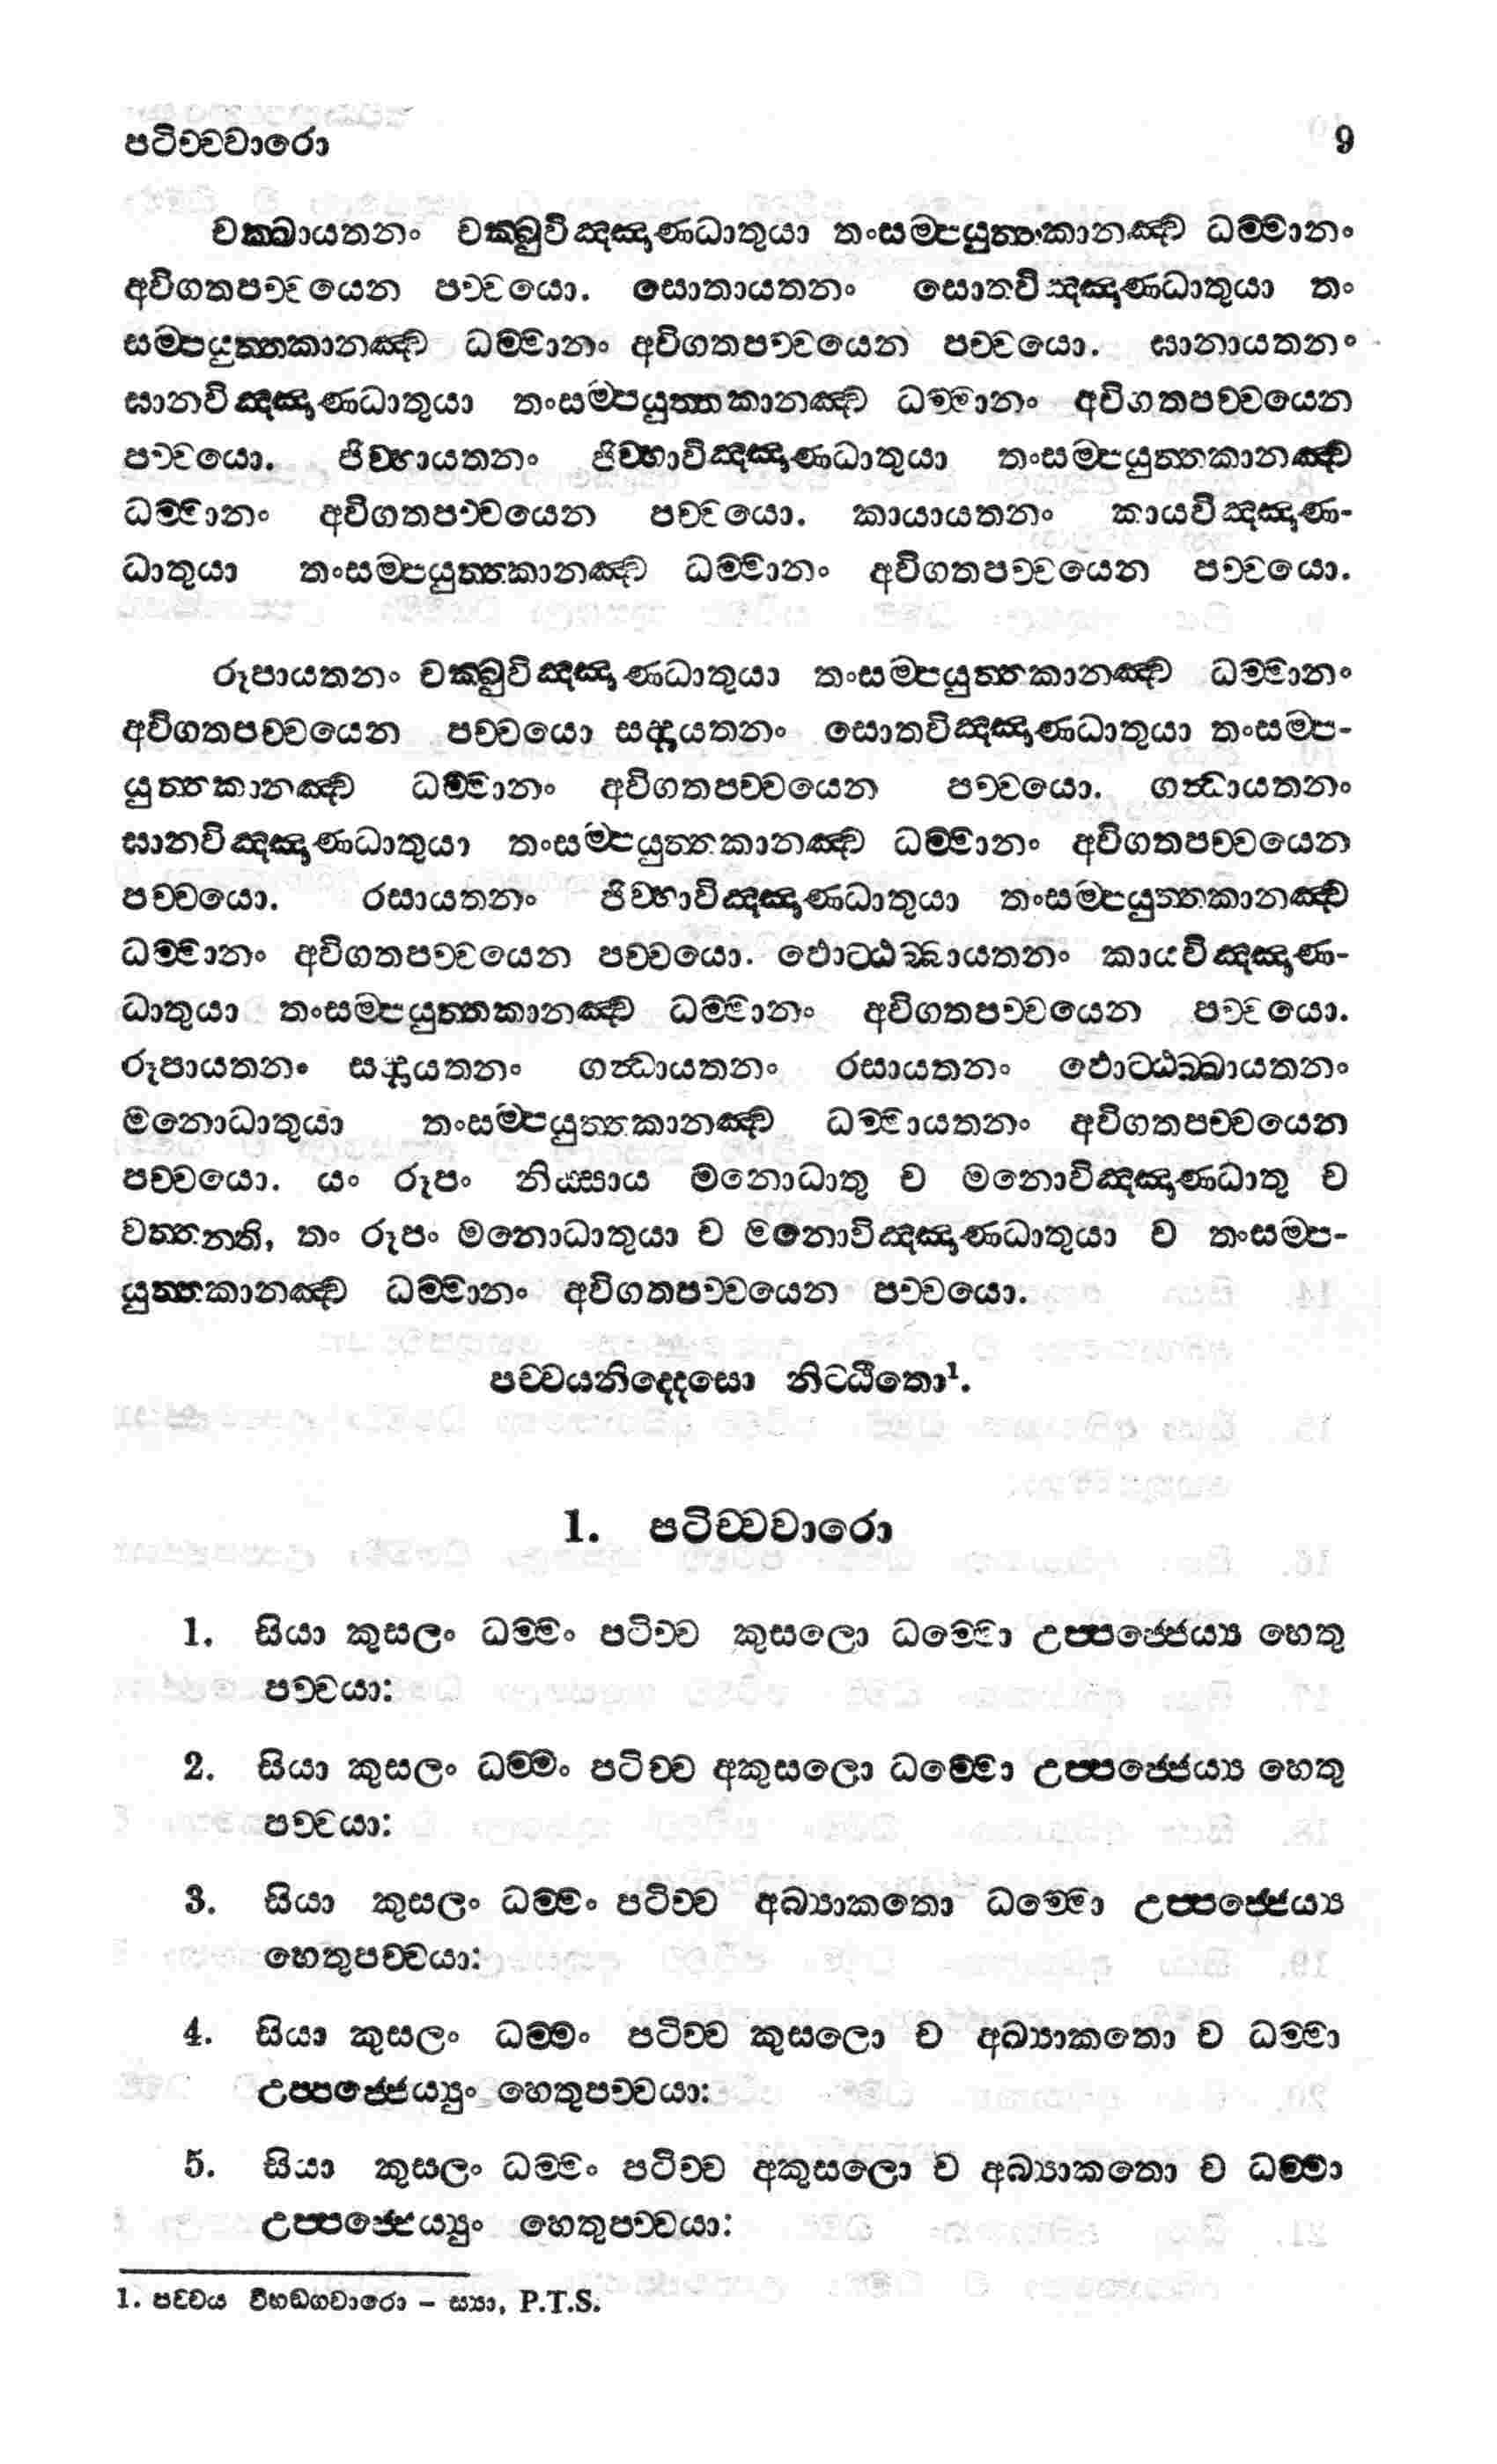 පටිච්චවාරො 9
චක්ඛායතනං චක්ඛුවිඤ්ඤාණධාතුයා තංසම්පයුත්තකානඤ්ච ධම්මානං
අවිගතපච්චයෙන පච්චයො. සොතායතනං සොතවිඤ්ඤාණධාතුයා තං
සම්පයුත්තකානඤ්ච ධම්මානං අවිගතපච්චයෙන පච්චයො. ඝානායතනං
ඝානවිඤ්ඤාණධාතුයා තංසම්පයුත්තකානඤ්ච ධම්මානං අවිගතපච්චයෙන
පච්චයො. ජිව්හායතනං ජිව්හාවිඤ්ඤාණධාතුයා තංසම්පයුත්තකානඤ්ච
ධම්මානං අවිගතපච්චයෙන පච්චයො. කායායතනං කායවිඤ්ඤාණ-
ධාතුයා තංසම්පයුත්තකානඤ්ච ධම්මානං අවිගතපච්චයෙන පච්චයො.
රූපායතනං චක්ඛුවිඤ්ඤාණධාතුයා තංසම්පයුත්තකානඤ්ච ධම්මානං
අවිගතපච්චයෙන පච්චයො සද්දායතනං සොතවිඤ්ඤාණධාතුයා තංසම්ප-
යුත්තකානඤ්ච ධම්මානං අවිගතපච්චයෙන පච්චයො. ගන්ධායතනං
ඝානවිඤ්ඤාණධාතුයා තංසම්පයුත්තකානඤ්ච ධම්මානං අවිගතපච්චයෙන
පච්චයො. රසායතනං ජිව්හාවිඤ්ඤාණධාතුයා තංසම්පයුත්තකානඤ්ච
ධම්මානං අවිගතපච්චයෙන පච්චයො. ඵොට්ඨබ්බායතනං කායවිඤ්ඤාණ-
ධාතුයා තංසම්පයුත්තකානඤ්ච ධම්මානං අවිගතපච්චයෙන පච්චයො.
රූපායතනං සද්දායතනං ගන්ධායතනං රසායතනං ඵොට්ඨබ්බායතනං
මනොධාතුයා තංසම්පයුත්තකානඤ්ච ධම්මායතනං අවිගතපච්චයෙන
පච්චයො. යං රූපං නිස්සාය මනොධාතු ච මනොවිඤ්ඤාණධාතු ච
වත්තන්ති, තං රූපං මනොධාතුයා ච මනොවිඤ්ඤාණධාතුයා ච තංසම්ප-
යුත්තකානඤ්ච ධම්මානං අවිගතපච්චයෙන පච්චයො.
පච්චයනිද්දෙසො නිට්ඨිතො¹.
1. පටිච්චවාරො
1. සියා කුසලං ධම්මං පටිච්ච කුසලො ධම්මො උප්පජ්ජෙය්‍ය හෙතු
පච්චයා:
2. සියා කුසලං ධම්මං පටිච්ච අකුසලො ධම්මො උප්පජ්ජෙය්‍ය හෙතු
පච්චයා:
3. සියා කුසලං ධම්මං පටිච්ච අබ්‍යාකතො ධම්මො උප්පජ්ජෙය්‍ය
හෙතුපච්චයා:
4. සියා කුසලං ධම්මං පටිච්ච කුසලො ච අබ්‍යාකතො ච ධම්මා
උප්පජ්ජෙය්‍යුං හෙතුපච්චයා:
5. සියා කුසලං ධම්මං පටිච්ච අකුසලො ච අබ්‍යාකතො ච ධම්මා
උප්පජ්ජෙය්‍යුං හෙතුපච්චයා:
1. පච්චය විභඞ්ගවාරො – ස්‍යා, P.T.S.